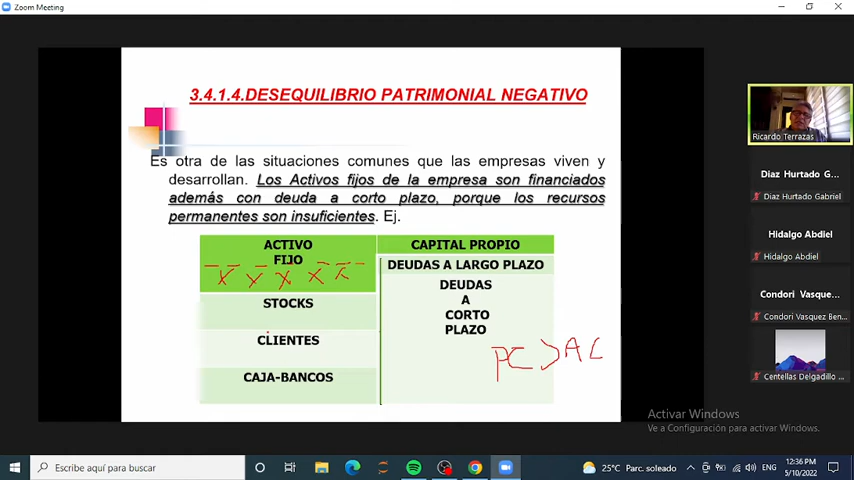 Zoom Meeting
3.4.1.4.DESEQUILIBRIO PATRIMONIAL NEGATIVO
Es otra de las situaciones comunes que las empresas viven y
desarrollan. Los Activos fijos de la empresa son financiados
además con deuda a corto plazo, porque los recursos
permanentes son insuficientes. Ej.
ACTIVO
FIJO
X X X X X
STOCKS
CLIENTES
CAJA-BANCOS
CAPITAL PROPIO
DEUDAS A LARGO PLAZO
DEUDAS
A
CORTO
PLAZO
PC > AC
Ricardo Terrazas
Diaz Hurtado G...
Diaz Hurtado Gabriel
Hidalgo Abdiel
Hidalgo Abdiel
Condori Vasque...
Condori Vasquez Ben...
Centellas Delgadillo ...
Activar Windows
Ve a Configuración para activar Windows.
Escribe aquí para buscar
25°C Parc. soleado
ENG
12:36 PM
5/10/2022